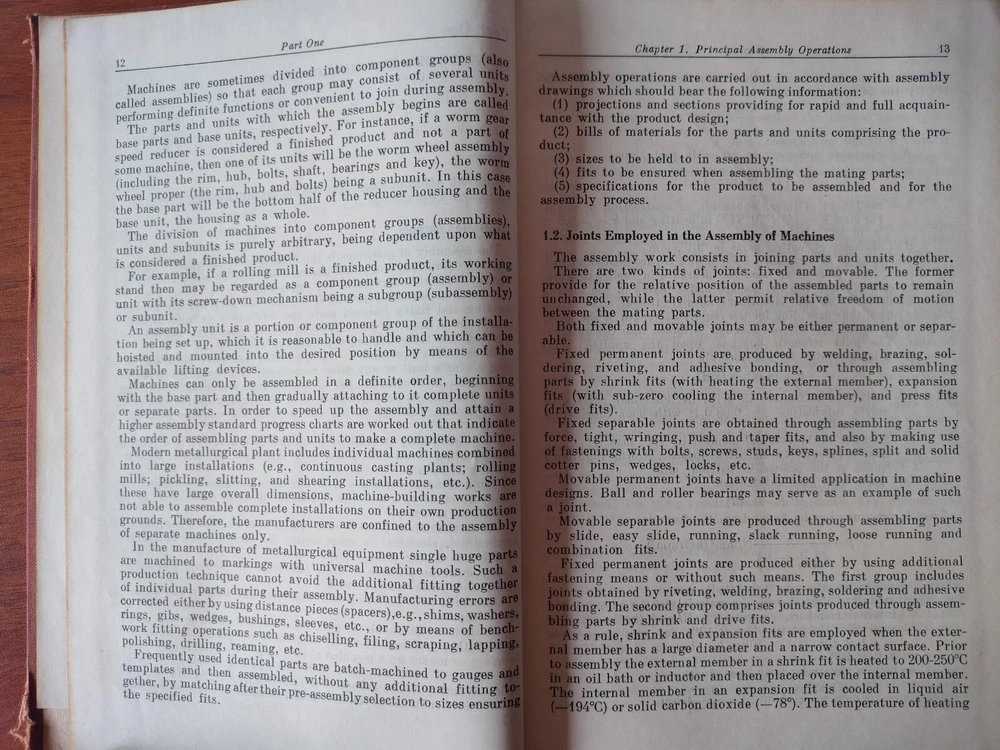 12
Part One
Machines are sometimes divided into component groups (also
called assemblies) so that each group may consist of several units
performing definite functions or convenient to join during assembly.
The parts and units with which the assembly begins are called
base parts and base units, respectively. For instance, if a worm gear
speed reducer is considered a finished product and not a part of
some machine, then one of its units will be the worm wheel assembly
(including the rim, hub, bolts, shaft, bearings and key), the worm
wheel proper (the rim, hub and bolts) being a subunit. In this case
the base part will be the bottom half of the reducer housing and the
base unit, the housing as a whole.
The division of machines into component groups (assemblies),
units and subunits is purely arbitrary, being dependent upon what
is considered a finished product.
For example, if a rolling mill is a finished product, its working
stand then may be regarded as a component group (assembly) or
unit with its screw-down mechanism being a subgroup (subassembly)
or subunit.
An assembly unit is a portion or component group of the installa-
tion being set up, which it is reasonable to handle and which can be
hoisted and mounted into the desired position by means of the
available lifting devices.
Machines can only be assembled in a definite order, beginning
with the base part and then gradually attaching to it complete units
or separate parts. In order to speed up the assembly and attain a
higher assembly standard progress charts are worked out that indicate
the order of assembling parts and units to make a complete machine.
Modern metallurgical plant includes individual machines combined
into large installations (e.g., continuous casting plants; rolling
mills; pickling, slitting, and shearing installations, etc.). Since
these have large overall dimensions, machine-building works are
not able to assemble complete installations on their own production
grounds. Therefore, the manufacturers are confined to the assembly
of separate machines only.
In the manufacture of metallurgical equipment single huge parts
are machined to markings with universal machine tools. Such a
production technique cannot avoid the additional fitting together
of individual parts during their assembly. Manufacturing errors are
corrected either by using distance pieces (spacers), e.g., shims, washers,
rings, gibs, wedges, bushings, sleeves, etc., or by means of bench-
work fitting operations such as chiselling, filing, scraping, lapping,
polishing, drilling, reaming, etc.
Frequently used identical parts are batch-machined to gauges and
templates and then assembled, without any additional fitting to-
gether, by matching after their pre-assembly selection to sizes ensuring
the specified fits.
Chapter 1. Principal Assembly Operations
13
Assembly operations are carried out in accordance with assembly
drawings which should bear the following information:
(1) projections and sections providing for rapid and full acquain-
tance with the product design;
(2) bills of materials for the parts and units comprising the pro-
duct;
(3) sizes to be held to in assembly;
(4) fits to be ensured when assembling the mating parts;
(5) specifications for the product to be assembled and for the
assembly process.
1.2. Joints Employed in the Assembly of Machines
The assembly work consists in joining parts and units together.
There are two kinds of joints: fixed and movable. The former
provide for the relative position of the assembled parts to remain
unchanged, while the latter permit relative freedom of motion
between the mating parts.
Both fixed and movable joints may be either permanent or separ-
able.
Fixed permanent joints are produced by welding, brazing, sol-
dering, riveting, and adhesive bonding, or through assembling
parts by shrink fits (with heating the external member), expansion
fits (with sub-zero cooling the internal member), and press fits
(drive fits).
Fixed separable joints are obtained through assembling parts by
force, tight, wringing, push and taper fits, and also by making use
of fastenings with bolts, screws, studs, keys, splines, split and solid
cotter pins, wedges, locks, etc.
Movable permanent joints have a limited application in machine
designs. Ball and roller bearings may serve as an example of such
a joint.
Movable separable joints are produced through assembling parts
by slide, easy slide, running, slack running, loose running and
combination fits.
Fixed permanent joints are produced either by using additional
fastening means or without such means. The first group includes
joints obtained by riveting, welding, brazing, soldering and adhesive
bonding. The second group comprises joints produced through assem-
bling parts by shrink and drive fits.
As a rule, shrink and expansion fits are employed when the exter-
nal member has a large diameter and a narrow contact surface. Prior
to assembly the external member in a shrink fit is heated to 200-250°C
in an oil bath or inductor and then placed over the internal member.
The internal member in an expansion fit is cooled in liquid air
(—194°C) or solid carbon dioxide (—78°). The temperature of heating